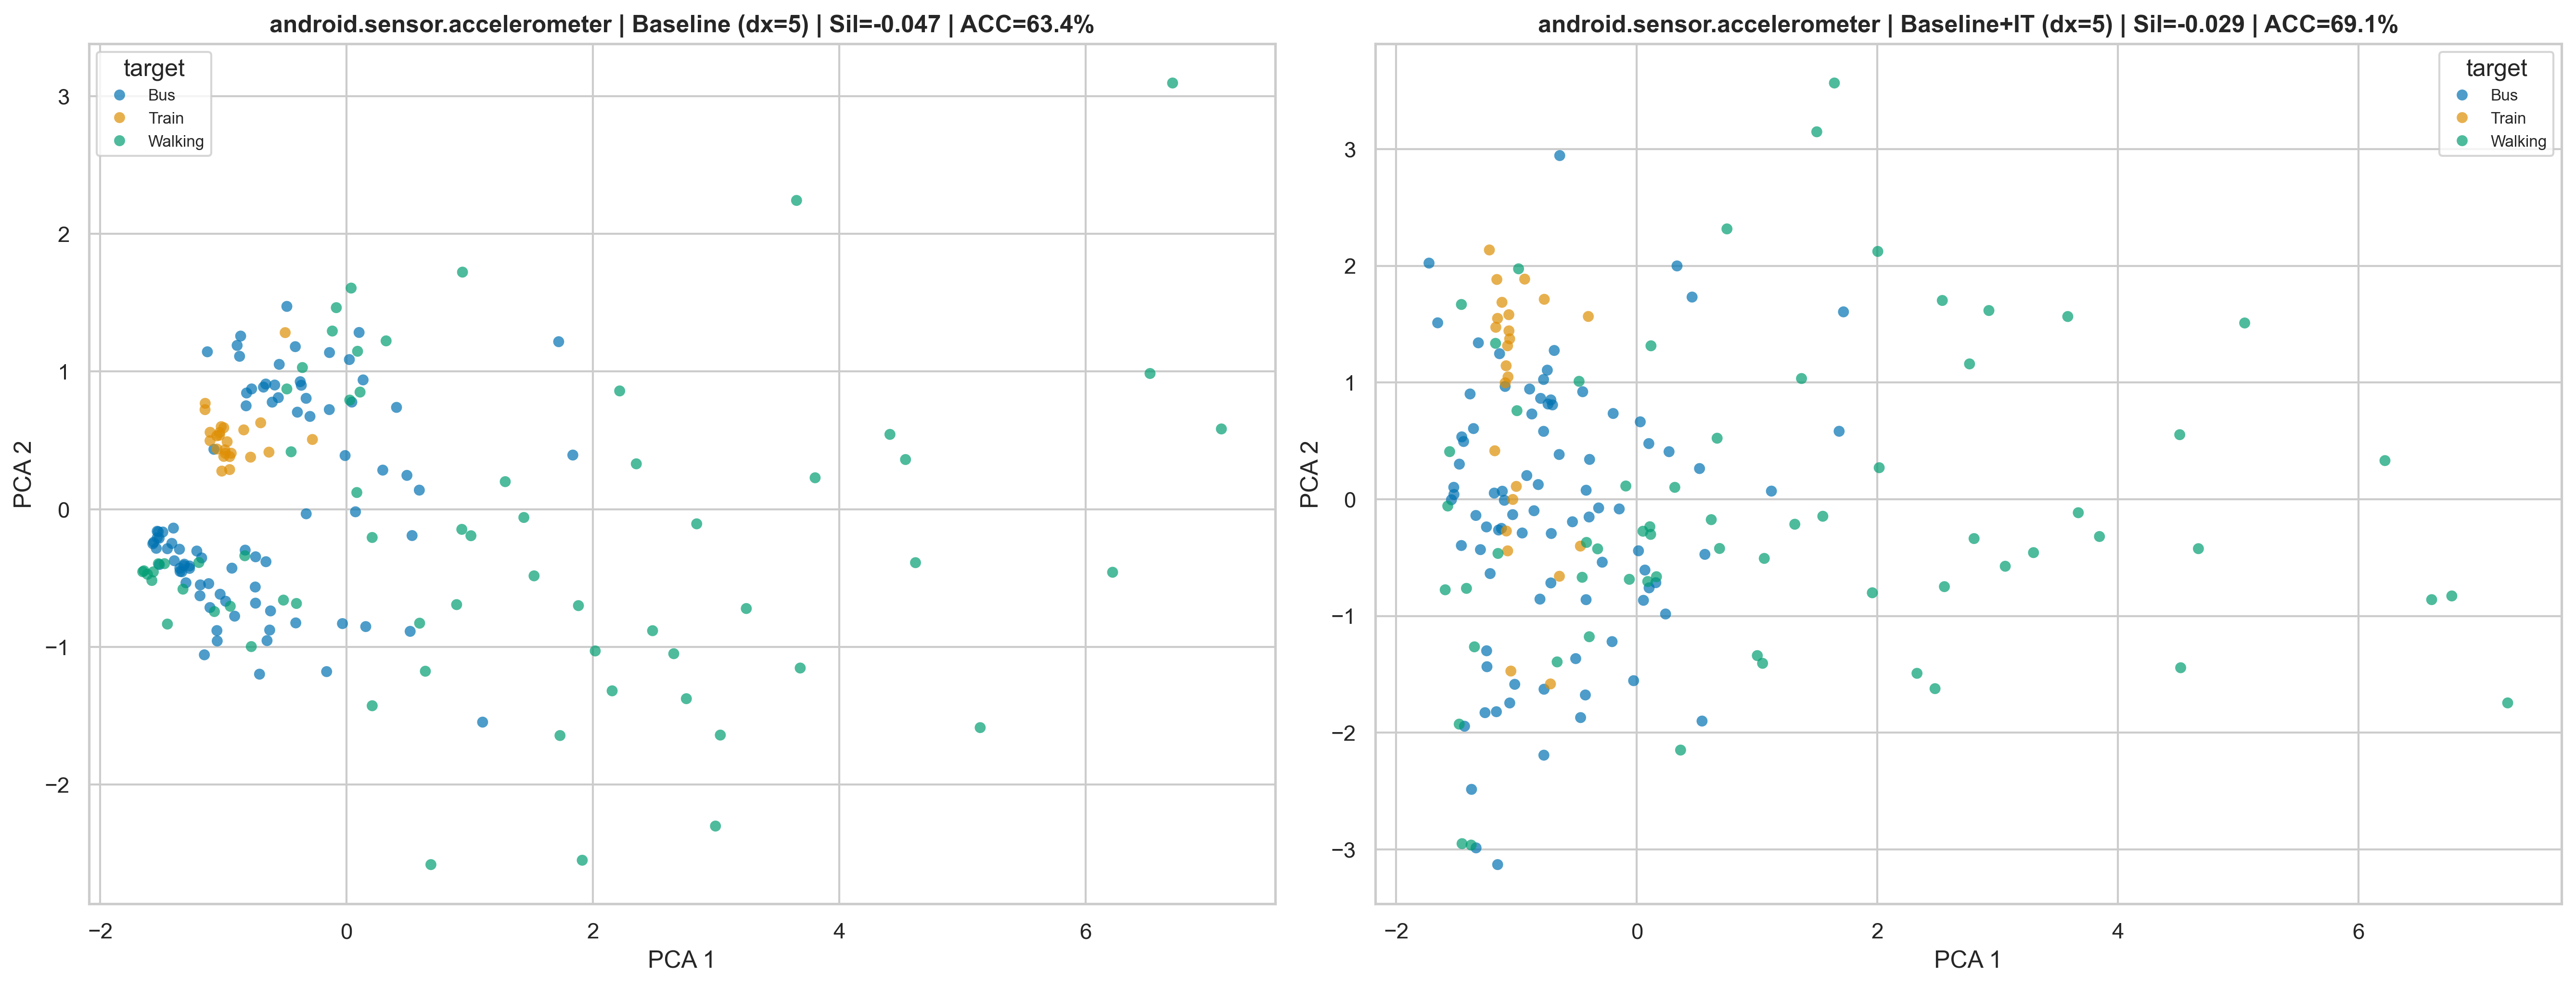 android.sensor.accelerometer | Baseline (dx=5) | Sil=-0.047 | ACC=63.4%
target
Bus
Train
Walking
3
2
1
0
−1
−2
PCA 2
−2
0
2
4
6
PCA 1
android.sensor.accelerometer | Baseline+IT (dx=5) | Sil=-0.029 | ACC=69.1%
target
Bus
Train
Walking
3
2
1
0
−1
−2
−3
PCA 2
−2
0
2
4
6
PCA 1